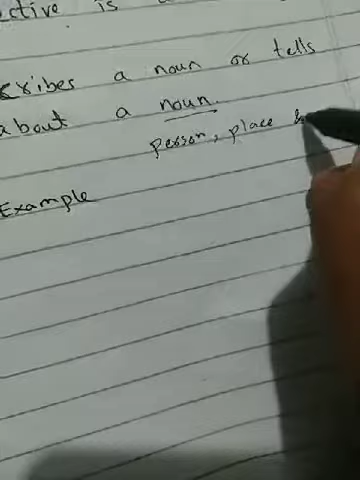 ective is a
cribes a noun or tells
about a noun.
person, place
Example